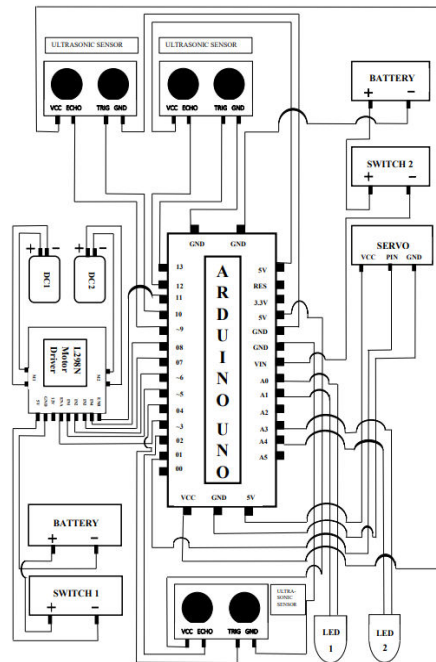 ULTRASONIC SENSOR
ULTRASONIC SENSOR
VCC ECHO TRIG GND
VCC ECHO TRIG GND
BATTERY
+ −
SWITCH 2
+ −
SERVO
VCC PIN GND
+ −
+ −
DC1
DC2
L298N
Motor
Driver
GND GND
ARDUINO UNO
13
12
11
10
~9
08
07
~6
~5
04
~3
02
01
00
5V
RES
3.3V
5V
GND
GND
VIN
A0
A1
A2
A3
A4
A5
VCC GND 5V
BATTERY
+ −
SWITCH 1
+ −
VCC ECHO TRIG GND
ULTRA-
SONIC
SENSOR
LED
1
LED
2